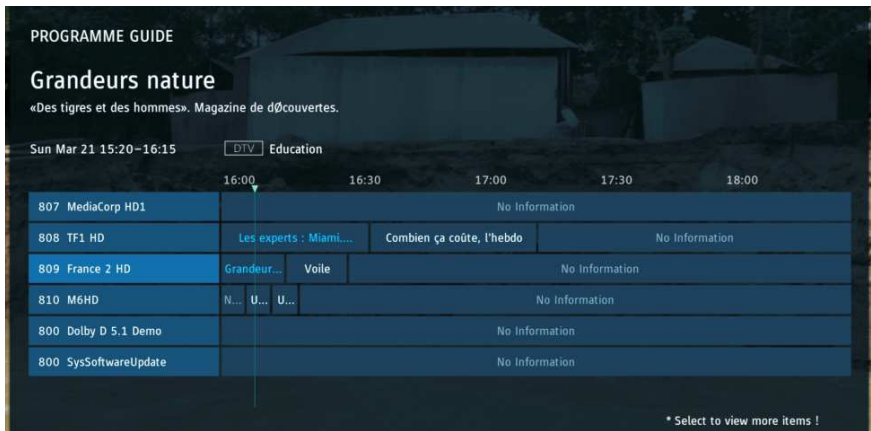 PROGRAMME GUIDE
Grandeurs nature
«Des tigres et des hommes». Magazine de dØcouvertes.
Sun Mar 21 15:20–16:15 DTV Education
16:00 16:30 17:00 17:30 18:00
807 MediaCorp HD1 No Information
808 TF1 HD Les experts : Miami.... Combien ça coûte, l'hebdo No Information
809 France 2 HD Grandeur... Voile No Information
810 M6HD N... U... U... No Information
800 Dolby D 5.1 Demo No Information
800 SysSoftwareUpdate No Information
* Select to view more items !